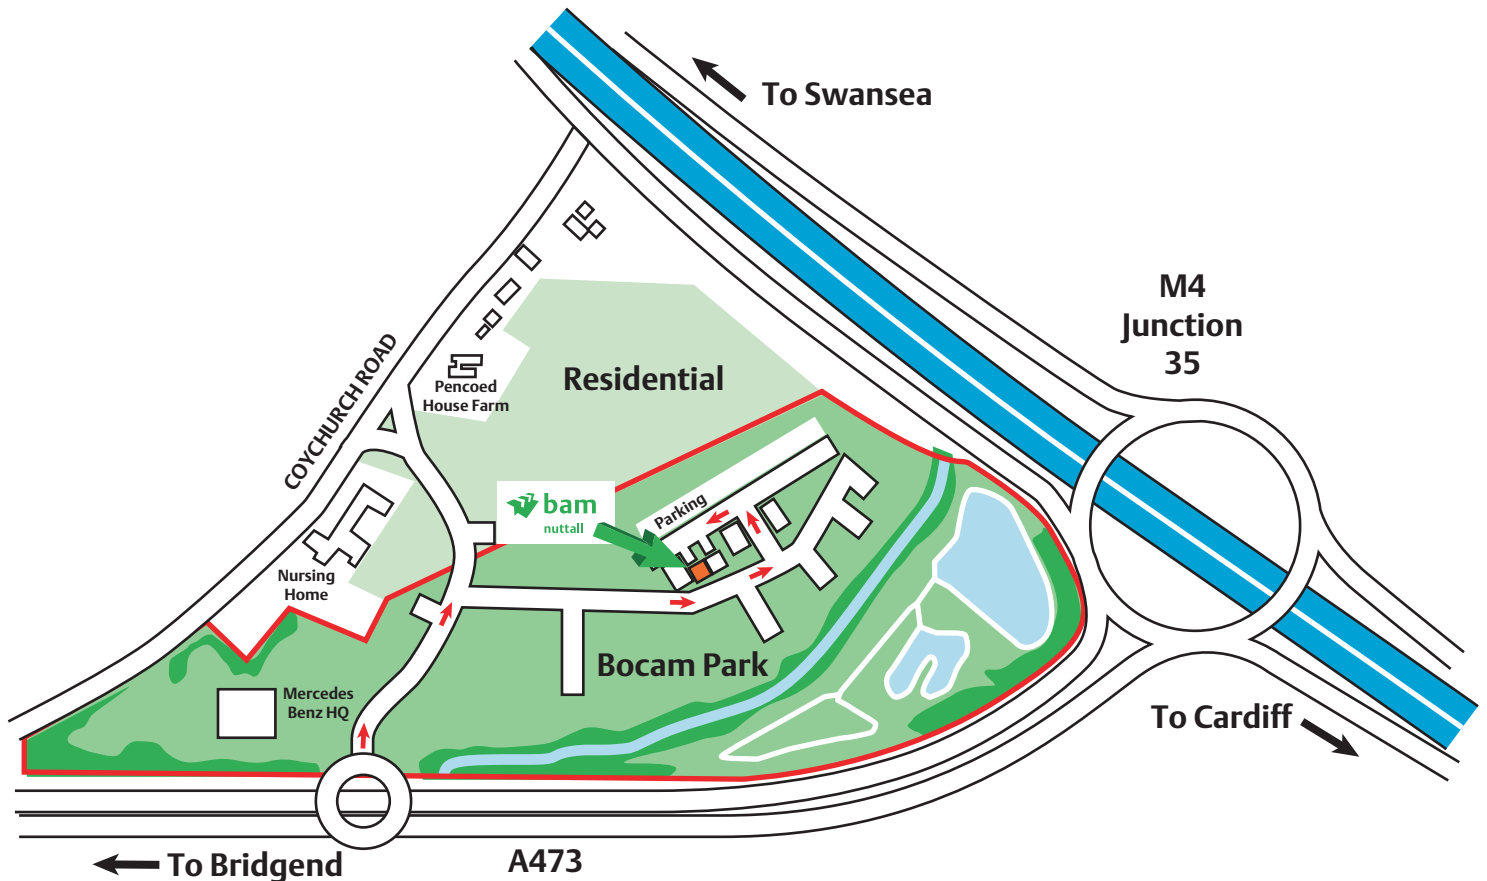 To Swansea
M4
Junction
35
COYCHURCH ROAD
Pencoed
House Farm
Residential
bam
nuttall
Parking
Nursing
Home
Bocam Park
Mercedes
Benz HQ
To Cardiff
To Bridgend
A473